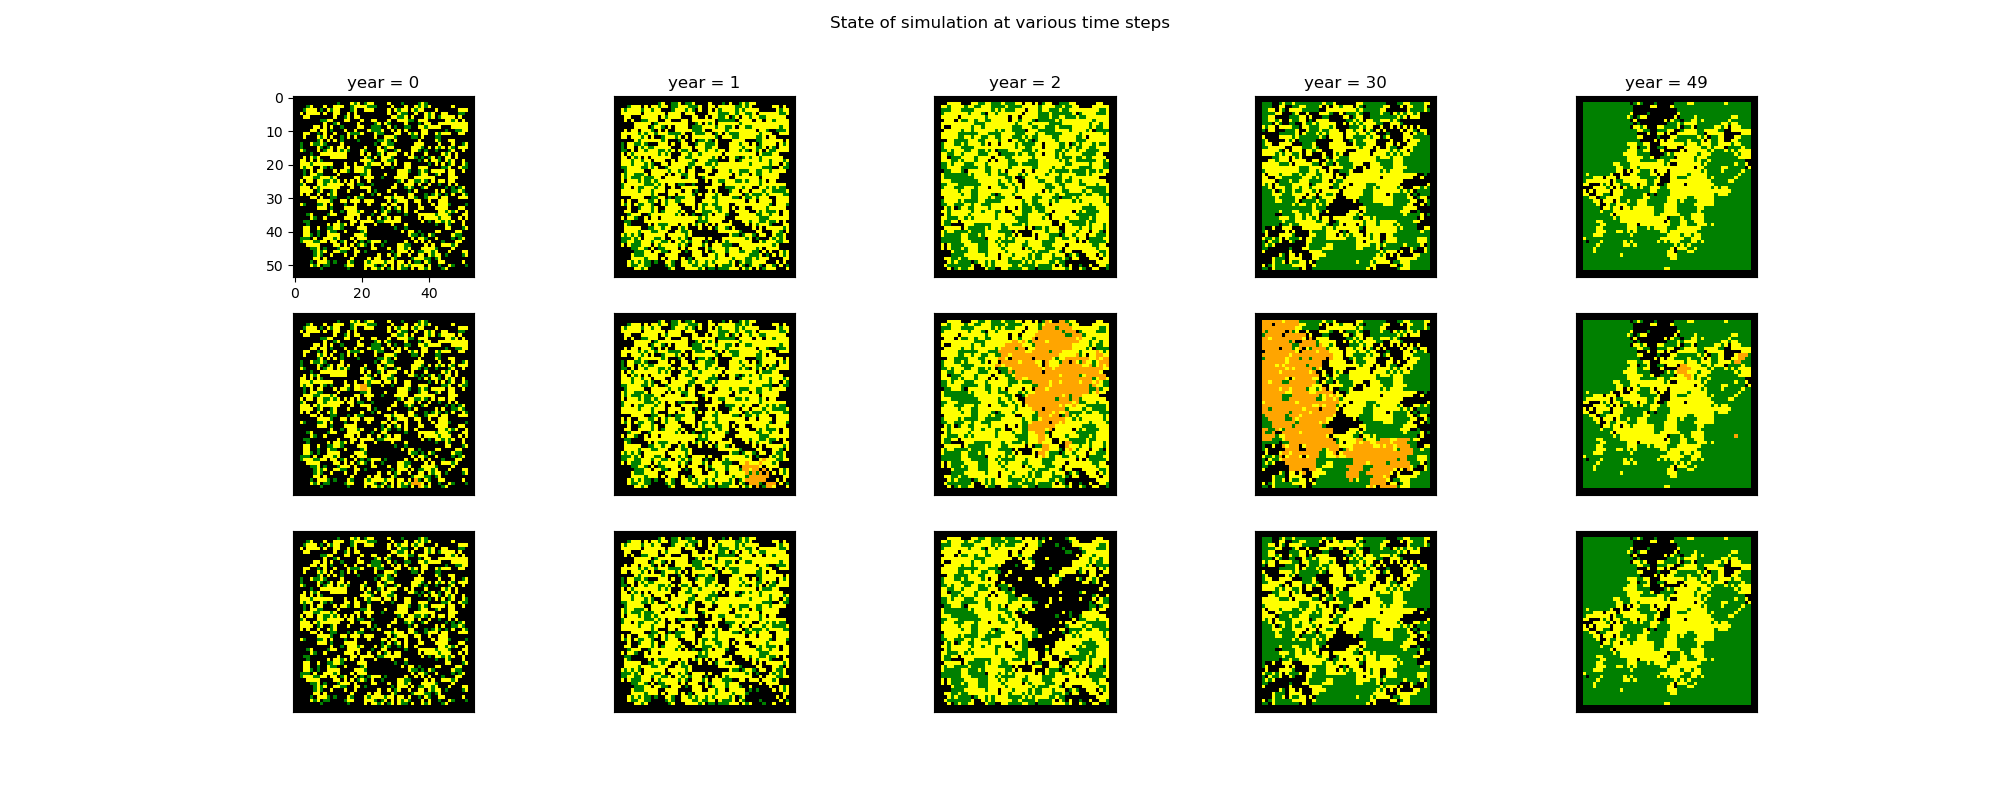 State of simulation at various time steps
year = 0
year = 1
year = 2
year = 30
year = 49
0
10
20
30
40
50
0 20 40